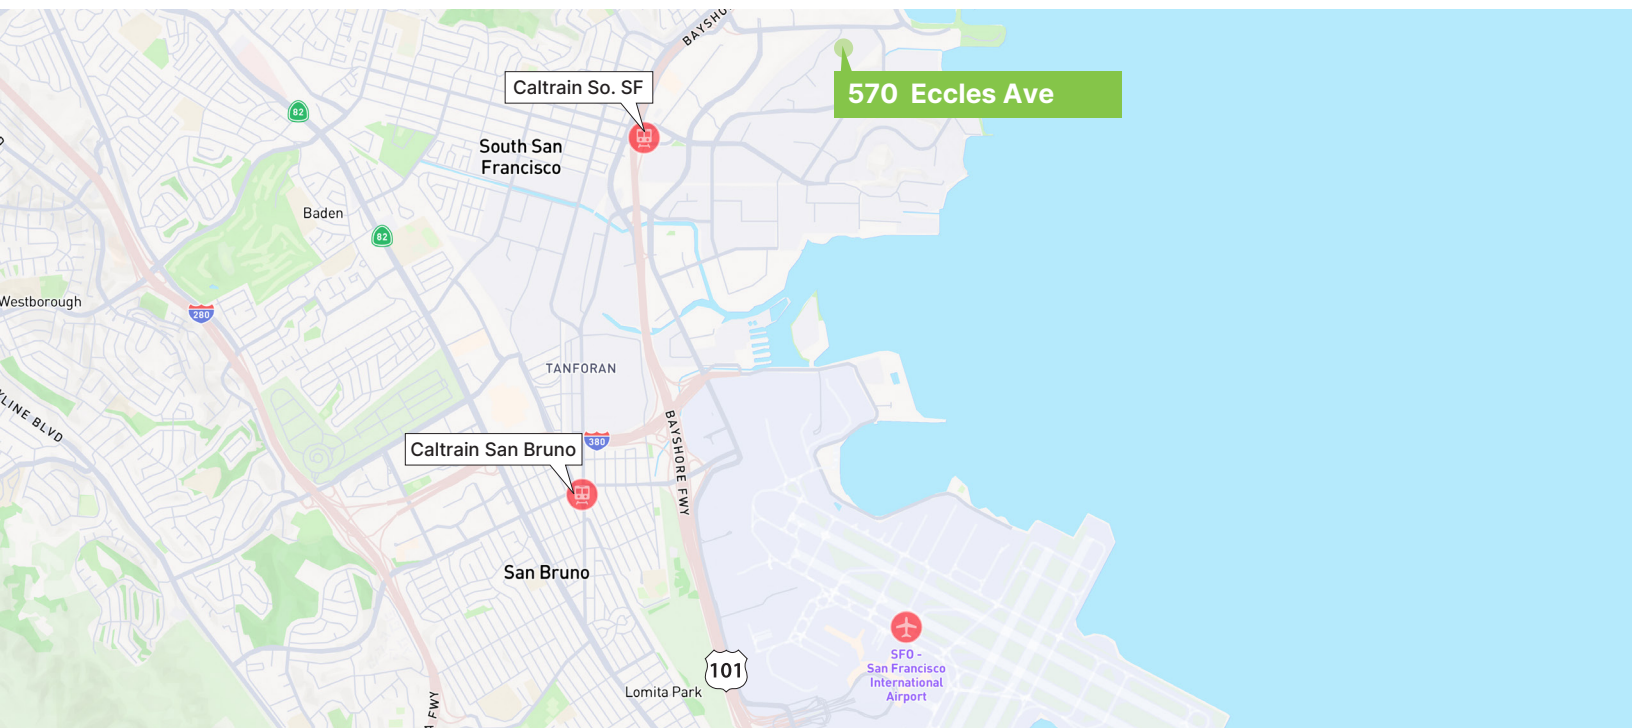 BAYSHO
570 Eccles Ave
Caltrain So. SF
82
South San
Francisco
Baden
82
Westborough
280
TANFORAN
YLINE BLVD
BAYSHORE FWY
380
Caltrain San Bruno
San Bruno
SFO -
San Francisco
International
Airport
101
Lomita Park
FWY